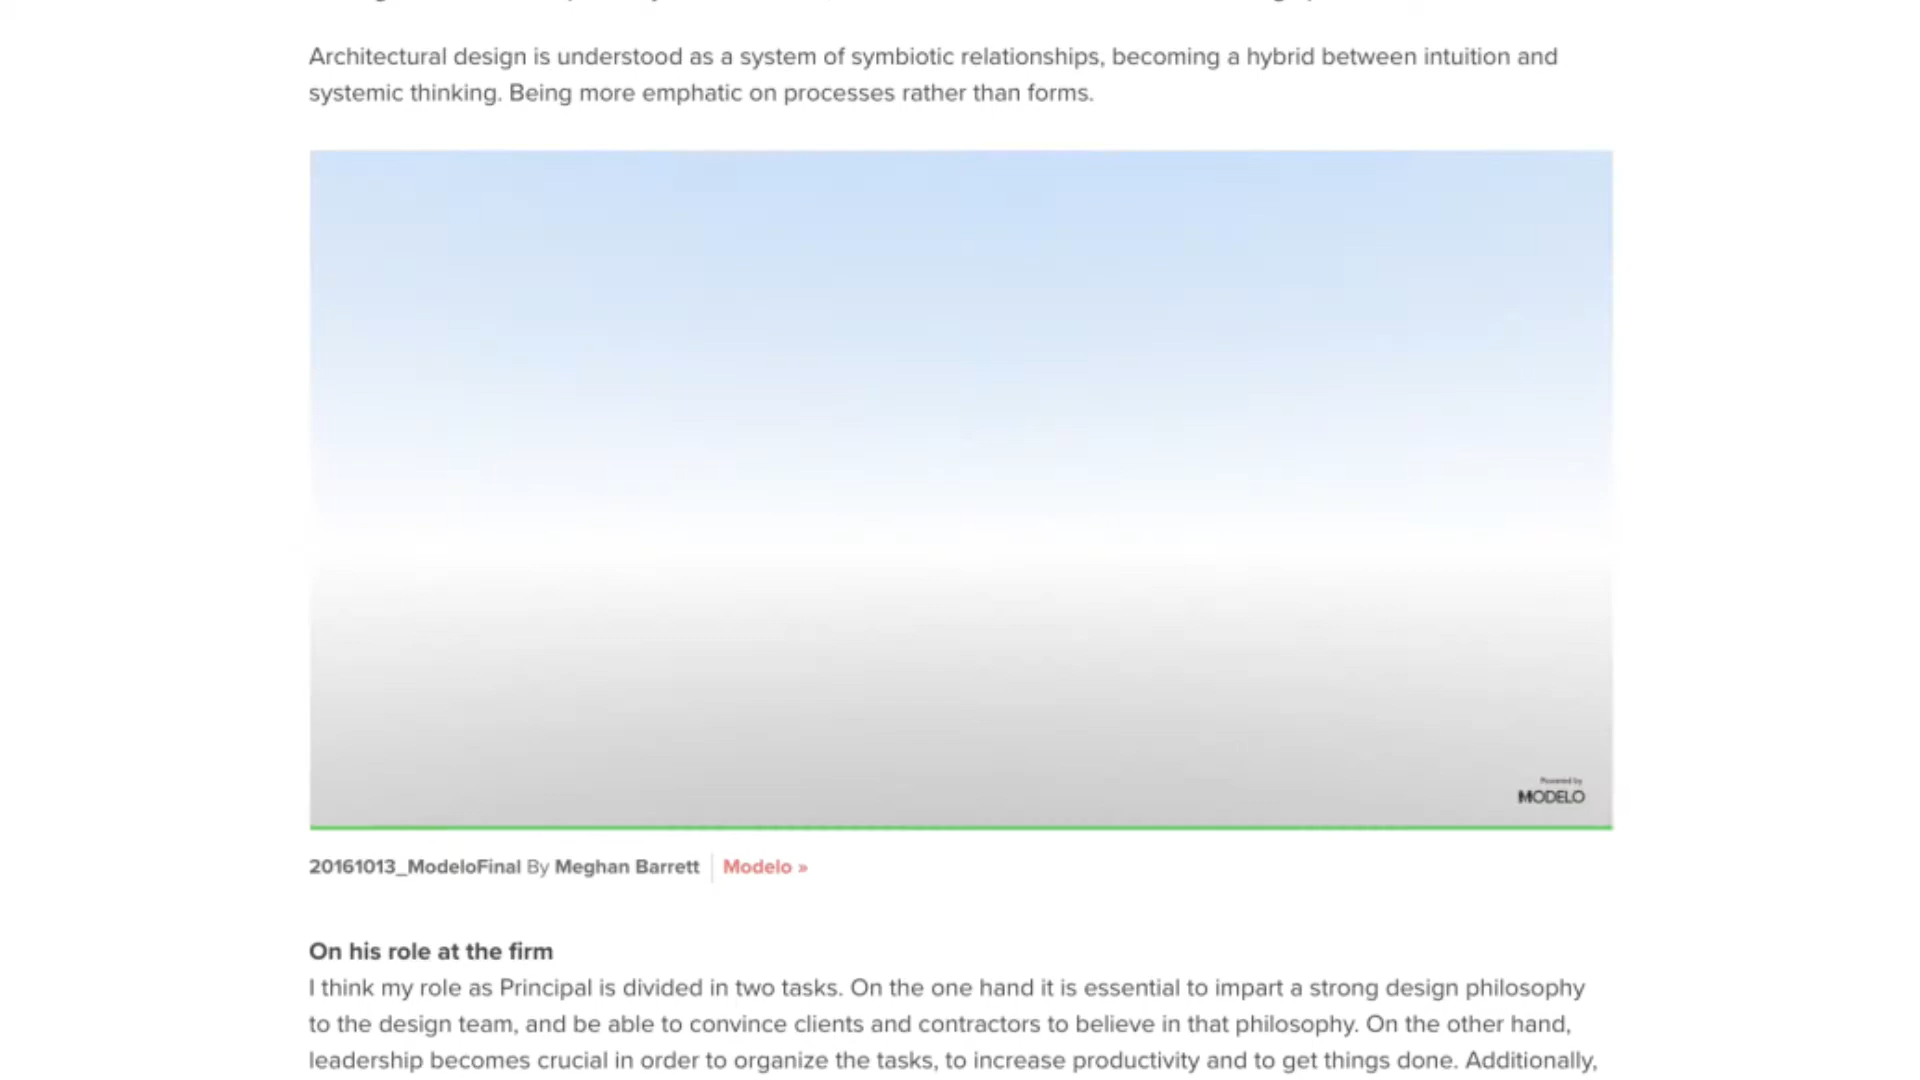 Architectural design is understood as a system of symbiotic relationships, becoming a hybrid between intuition and
systemic thinking. Being more emphatic on processes rather than forms.
Powered by
MODELO
20161013_ModeloFinal By Meghan Barrett Modelo »
On his role at the firm
I think my role as Principal is divided in two tasks. On the one hand it is essential to impart a strong design philosophy
to the design team, and be able to convince clients and contractors to believe in that philosophy. On the other hand,
leadership becomes crucial in order to organize the tasks, to increase productivity and to get things done. Additionally,